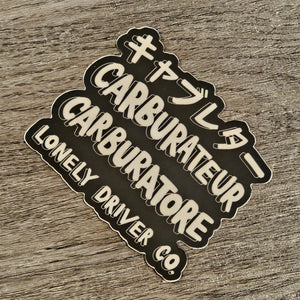 キャブレター
CARBURATEUR
CARBURATORE
LONELY DRIVER CO.